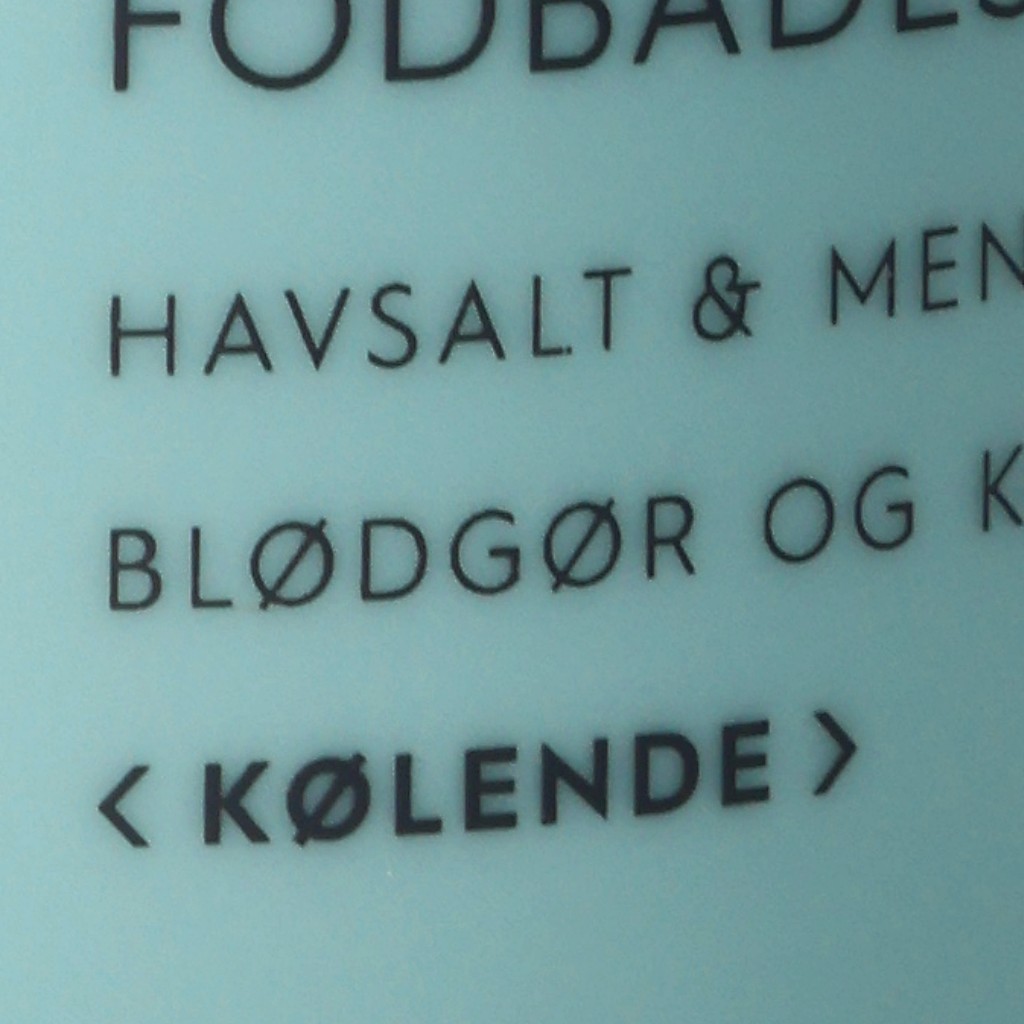 HAVSALT &
BLØDGØR OG
< KØLENDE >